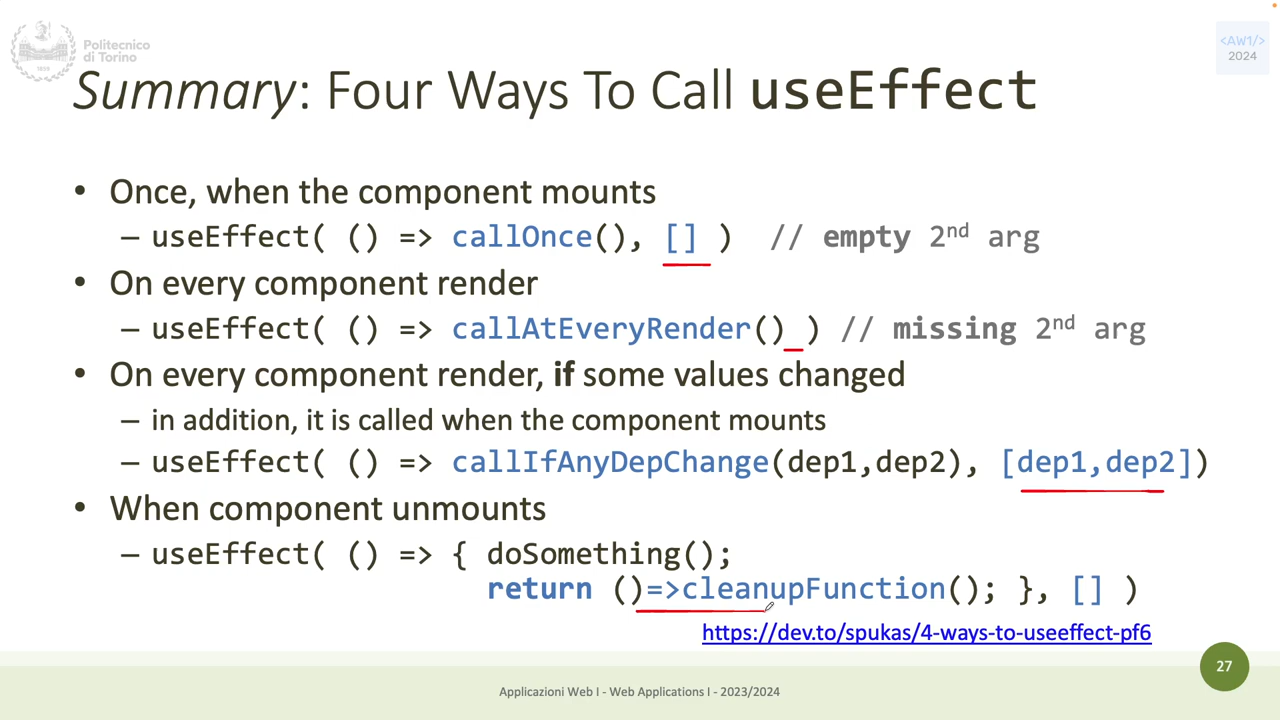 Politecnico
di Torino
1859
<AW1/>
2024
Summary: Four Ways To Call useEffect
• Once, when the component mounts
– useEffect( () => callOnce(), [] ) // empty 2nd arg
• On every component render
– useEffect( () => callAtEveryRender() ) // missing 2nd arg
• On every component render, if some values changed
– in addition, it is called when the component mounts
– useEffect( () => callIfAnyDepChange(dep1,dep2), [dep1,dep2])
• When component unmounts
– useEffect( () => { doSomething();
return ()=>cleanupFunction(); }, [] )
https://dev.to/spukas/4-ways-to-useeffect-pf6
27
Applicazioni Web I - Web Applications I - 2023/2024